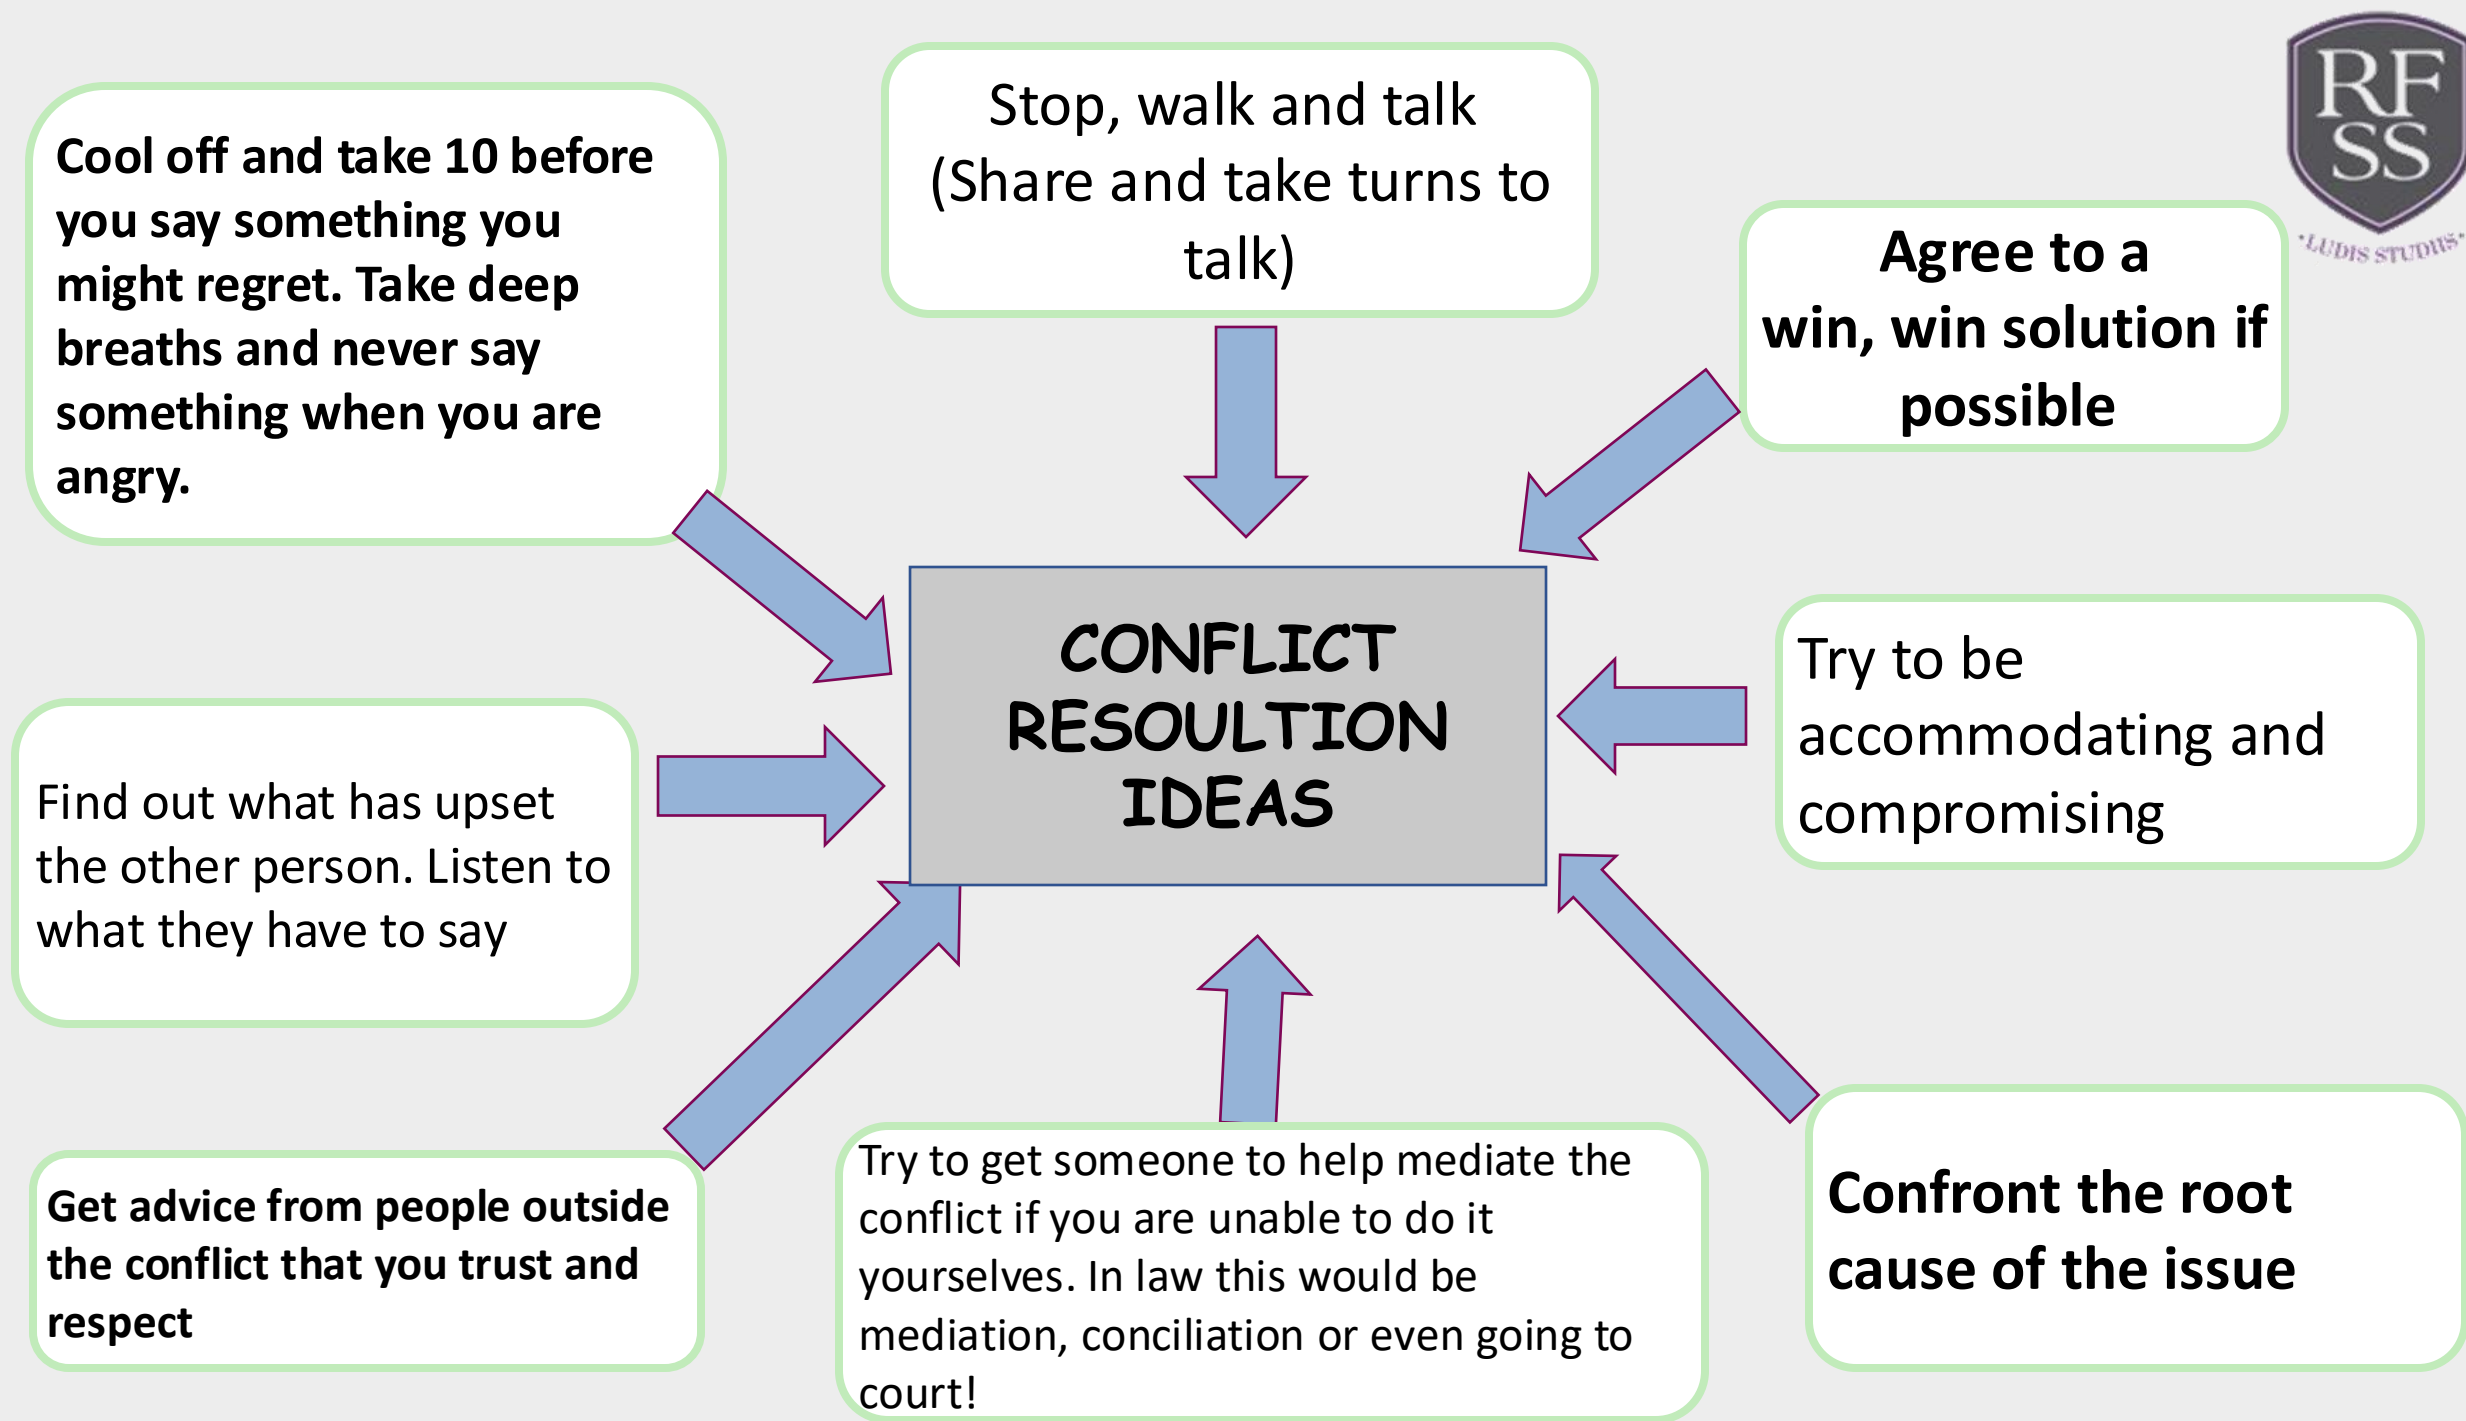 Stop, walk and talk
(Share and take turns to
talk)
RF
SS
·LUDIS STUDIIS·
Cool off and take 10 before
you say something you
might regret. Take deep
breaths and never say
something when you are
angry.
Agree to a
win, win solution if
possible
CONFLICT
RESOULTION
IDEAS
Try to be
accommodating and
compromising
Find out what has upset
the other person. Listen to
what they have to say
Get advice from people outside
the conflict that you trust and
respect
Try to get someone to help mediate the
conflict if you are unable to do it
yourselves. In law this would be
mediation, conciliation or even going to
court!
Confront the root
cause of the issue